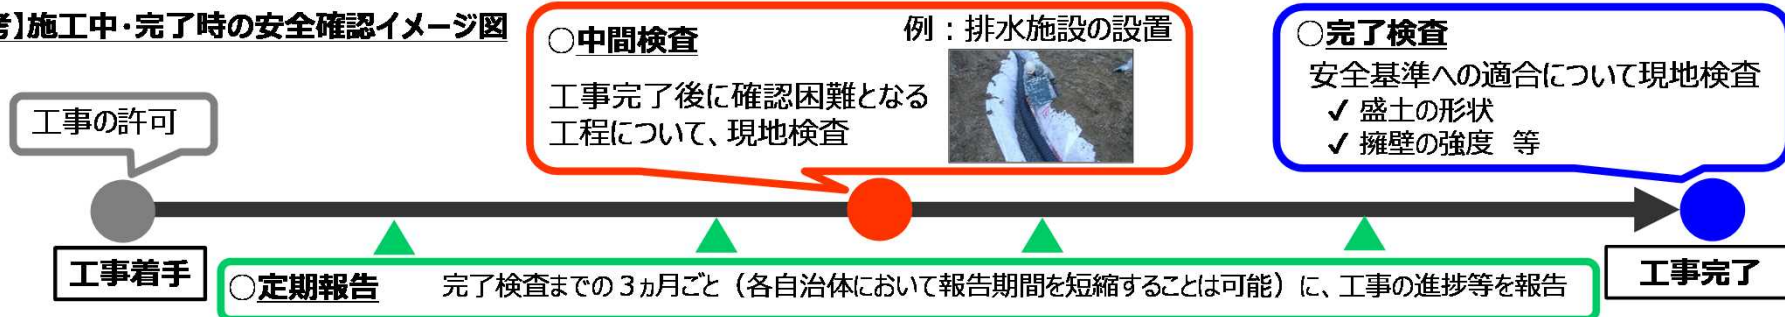 考】施工中・完了時の安全確認イメージ図
○中間検査
例：排水施設の設置
工事完了後に確認困難となる
工程について、現地検査
○完了検査
安全基準への適合について現地検査
✓ 盛土の形状
✓ 擁壁の強度 等
工事の許可
工事着手
○定期報告 完了検査までの３ヵ月ごと（各自治体において報告期間を短縮することは可能）に、工事の進捗等を報告
工事完了